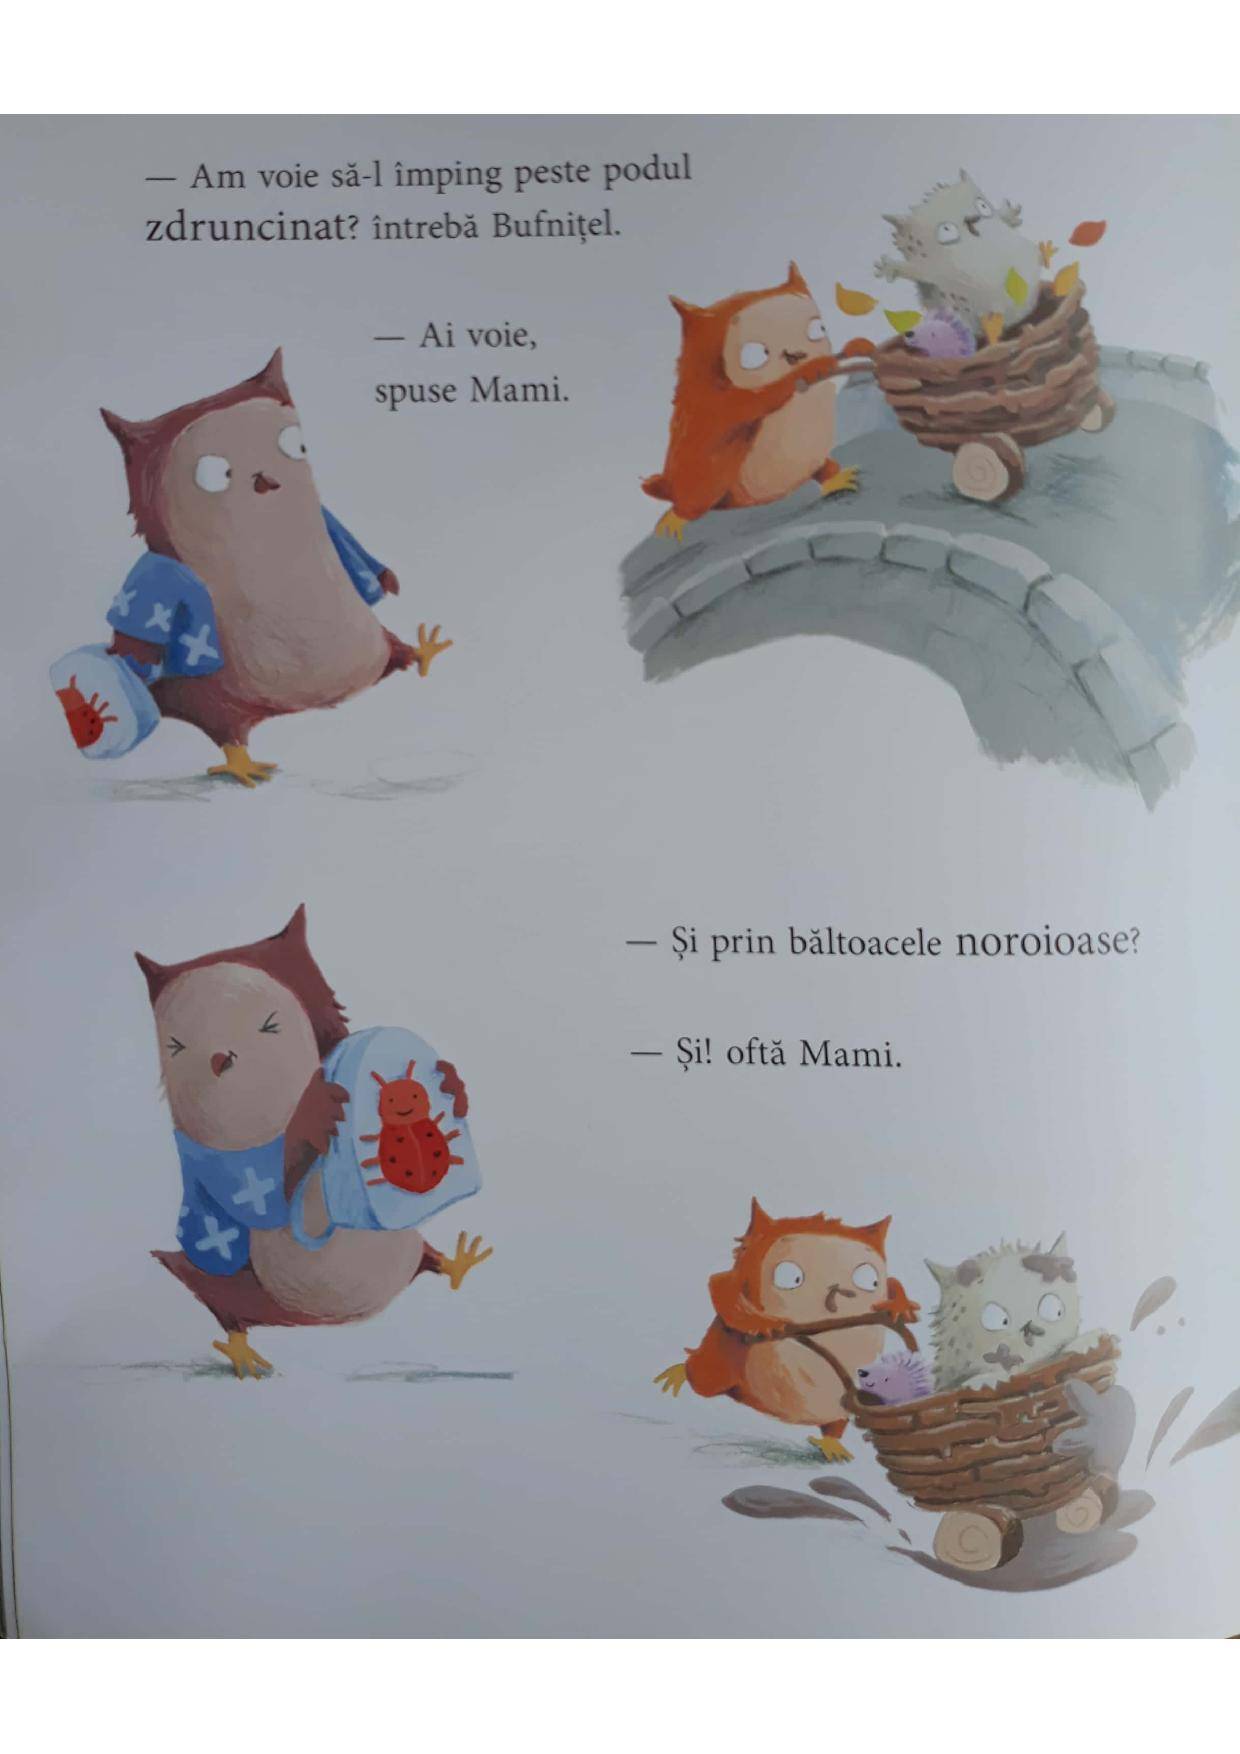 — Am voie să-l împing peste podul
zdruncinat? întrebă Bufnițel.
— Ai voie,
spuse Mami.
— Și prin băltoacele noroioase?
— Și! oftă Mami.